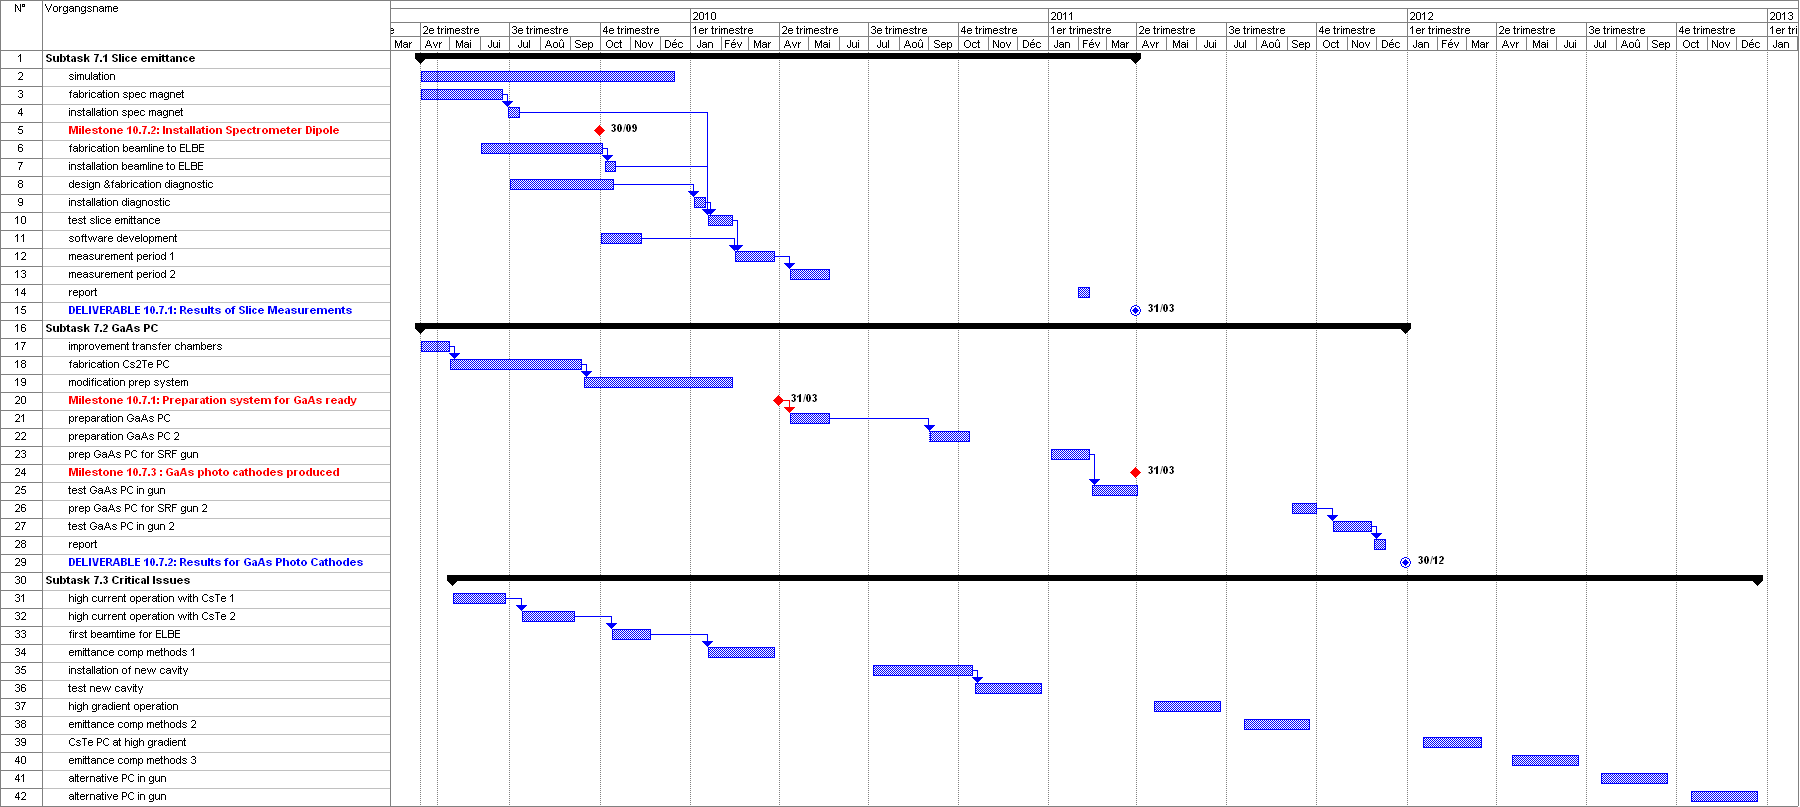 N° Vorgangsname
2010 2011 2012 2013
e 2e trimestre 3e trimestre 4e trimestre 1er trimestre 2e trimestre 3e trimestre 4e trimestre 1er trimestre 2e trimestre 3e trimestre 4e trimestre 1er trimestre 2e trimestre 3e trimestre 4e trimestre 1er tri
Mar Avr Mai Jui Jul Aoû Sep Oct Nov Déc Jan Fév Mar Avr Mai Jui Jul Aoû Sep Oct Nov Déc Jan Fév Mar Avr Mai Jui Jul Aoû Sep Oct Nov Déc Jan Fév Mar Avr Mai Jui Jul Aoû Sep Oct Nov Déc Jan
1 Subtask 7.1 Slice emittance
2 simulation
3 fabrication spec magnet
4 installation spec magnet
5 Milestone 10.7.2: Installation Spectrometer Dipole 30/09
6 fabrication beamline to ELBE
7 installation beamline to ELBE
8 design &fabrication diagnostic
9 installation diagnostic
10 test slice emittance
11 software development
12 measurement period 1
13 measurement period 2
14 report
15 DELIVERABLE 10.7.1: Results of Slice Measurements 31/03
16 Subtask 7.2 GaAs PC
17 improvement transfer chambers
18 fabrication Cs2Te PC
19 modification prep system
20 Milestone 10.7.1: Preparation system for GaAs ready 31/03
21 preparation GaAs PC
22 preparation GaAs PC 2
23 prep GaAs PC for SRF gun
24 Milestone 10.7.3 : GaAs photo cathodes produced 31/03
25 test GaAs PC in gun
26 prep GaAs PC for SRF gun 2
27 test GaAs PC in gun 2
28 report
29 DELIVERABLE 10.7.2: Results for GaAs Photo Cathodes 30/12
30 Subtask 7.3 Critical Issues
31 high current operation with CsTe 1
32 high current operation with CsTe 2
33 first beamtime for ELBE
34 emittance comp methods 1
35 installation of new cavity
36 test new cavity
37 high gradient operation
38 emittance comp methods 2
39 CsTe PC at high gradient
40 emittance comp methods 3
41 alternative PC in gun
42 alternative PC in gun